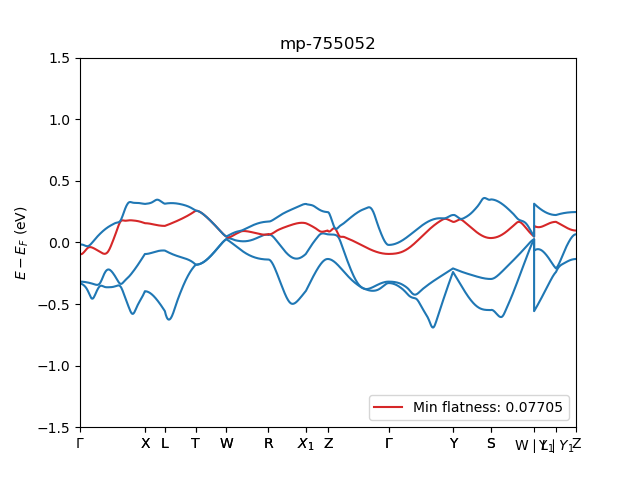 mp-755052
E − E_F (eV)
1.5
1.0
0.5
0.0
−0.5
−1.0
−1.5
Min flatness: 0.07705
Γ X L T W R X₁ Z Γ Y S W | Y₁ Z